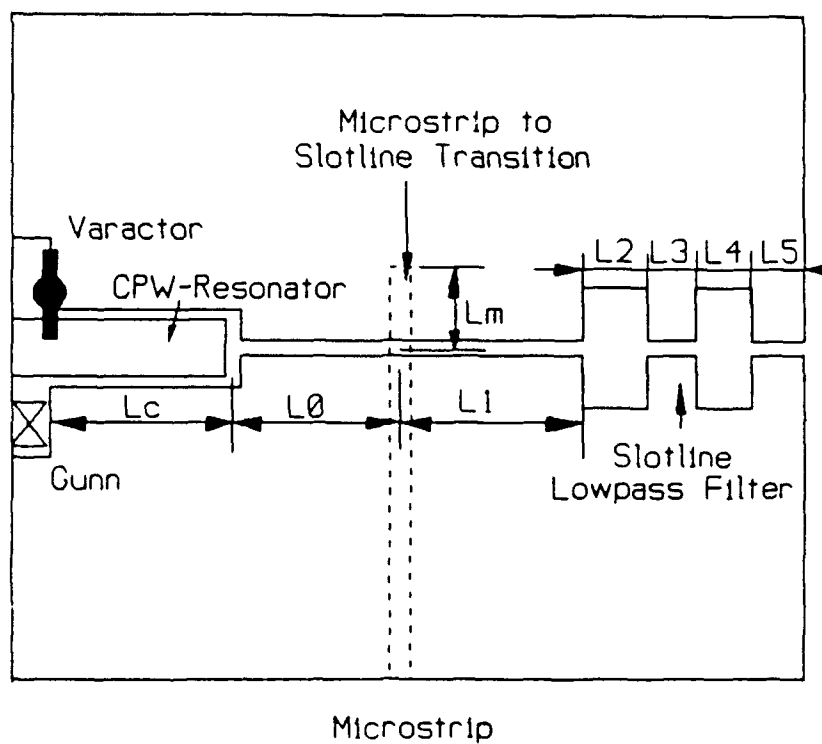 Microstrip to
Slotline Transition
Varactor
CPW-Resonator
L2 L3 L4 L5
Lm
Lc L0 L1
Gunn
Slotline
Lowpass Filter
Microstrip